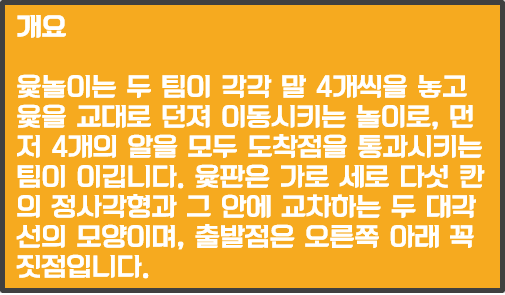 개요
윷놀이는 두 팀이 각각 말 4개씩을 놓고
윷을 교대로 던져 이동시키는 놀이로, 먼
저 4개의 알을 모두 도착점을 통과시키는
팀이 이깁니다. 윷판은 가로 세로 다섯 칸
의 정사각형과 그 안에 교차하는 두 대각
선의 모양이며, 출발점은 오른쪽 아래 꼭
짓점입니다.